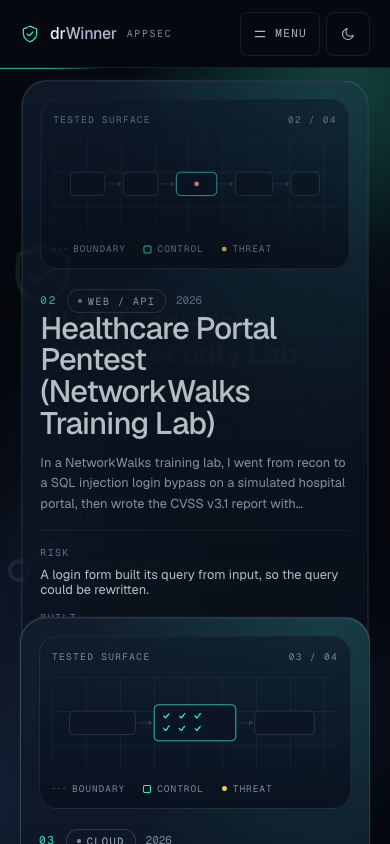 drWinner APPSEC
MENU
TESTED SURFACE 02 / 04
BOUNDARY CONTROL THREAT
02 WEB / API 2026
Healthcare Portal
Pentest
(NetworkWalks
Training Lab)
In a NetworkWalks training lab, I went from recon to
a SQL injection login bypass on a simulated hospital
portal, then wrote the CVSS v3.1 report with…
RISK
A login form built its query from input, so the query
could be rewritten.
BUILT
TESTED SURFACE 03 / 04
BOUNDARY CONTROL THREAT
03 CLOUD 2026